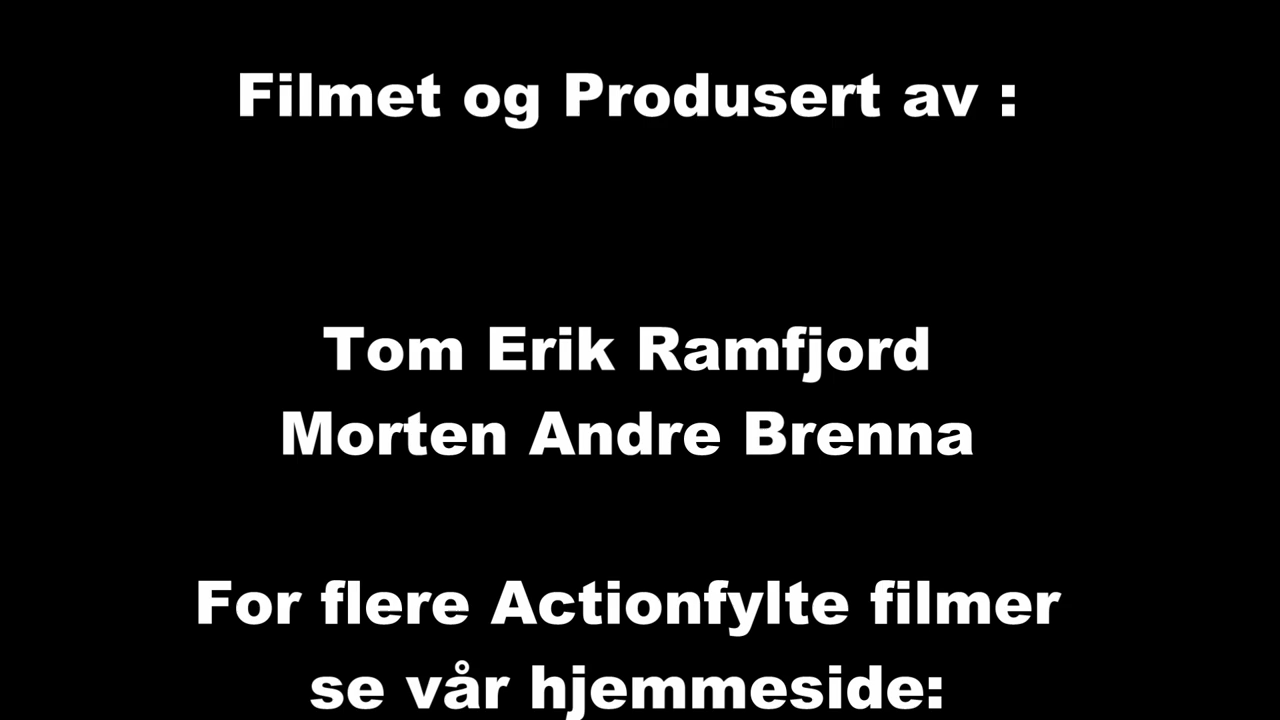 Filmet og Produsert av :
Tom Erik Ramfjord
Morten Andre Brenna
For flere Actionfylte filmer
se vår hjemmeside: